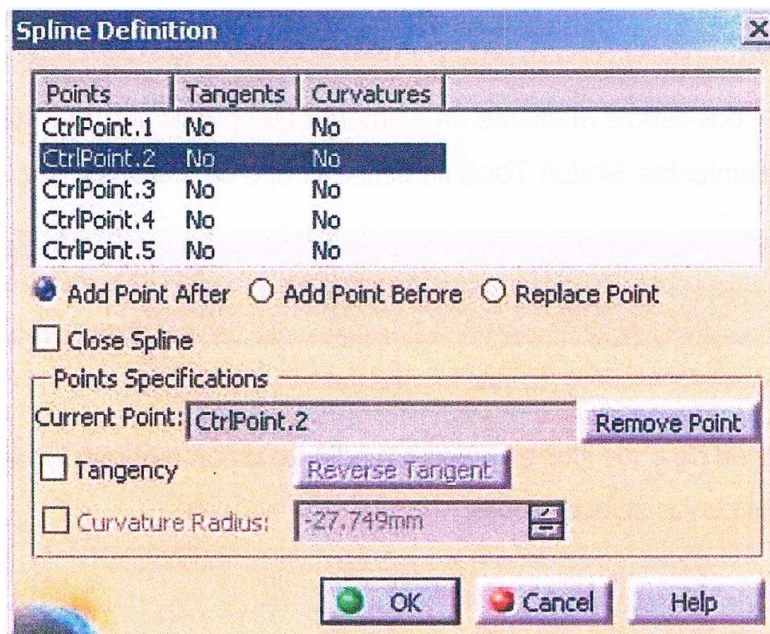 Spline Definition
Points Tangents Curvatures
CtrlPoint.1 No No
CtrlPoint.2 No No
CtrlPoint.3 No No
CtrlPoint.4 No No
CtrlPoint.5 No No
Add Point After Add Point Before Replace Point
Close Spline
Points Specifications
Current Point: CtrlPoint.2 Remove Point
Tangency Reverse Tangent
Curvature Radius: -27.749mm
OK Cancel Help